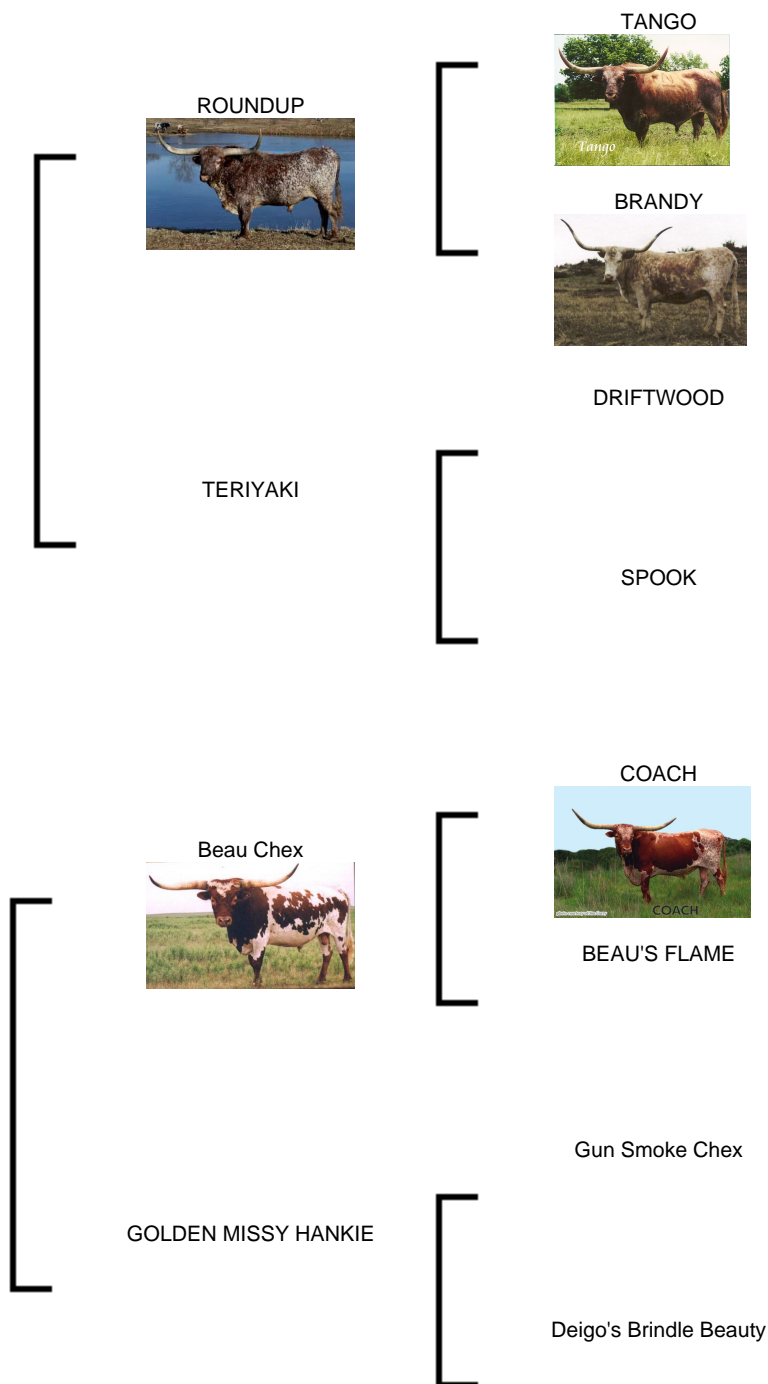 TANGO
ROUNDUP
Tango
BRANDY
DRIFTWOOD
TERIYAKI
SPOOK
COACH
Beau Chex
COACH
BEAU'S FLAME
Gun Smoke Chex
GOLDEN MISSY HANKIE
Deigo's Brindle Beauty